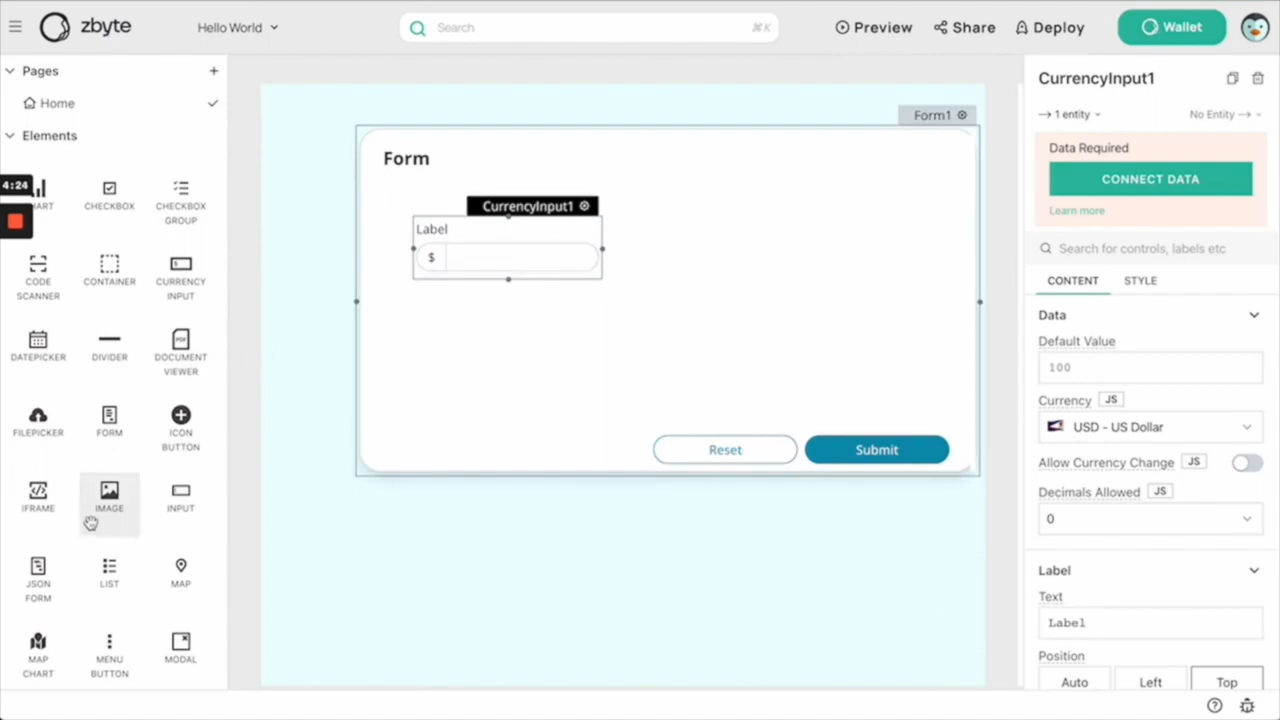 zbyte
Hello World
Search
⌘K
Preview
Share
Deploy
Wallet
Pages
Home
Elements
4:24
HART
CHECKBOX
CHECKBOX GROUP
CODE SCANNER
CONTAINER
CURRENCY INPUT
DATEPICKER
DIVIDER
PDF
DOCUMENT VIEWER
FILEPICKER
FORM
ICON BUTTON
IFRAME
IMAGE
INPUT
JSON FORM
LIST
MAP
MAP CHART
MENU BUTTON
MODAL
Form1
Form
CurrencyInput1
Label
$
Reset
Submit
CurrencyInput1
1 entity
No Entity
Data Required
CONNECT DATA
Learn more
Search for controls, labels etc
CONTENT
STYLE
Data
Default Value
100
Currency JS
USD - US Dollar
Allow Currency Change JS
Decimals Allowed JS
0
Label
Text
Label
Position
Auto
Left
Top